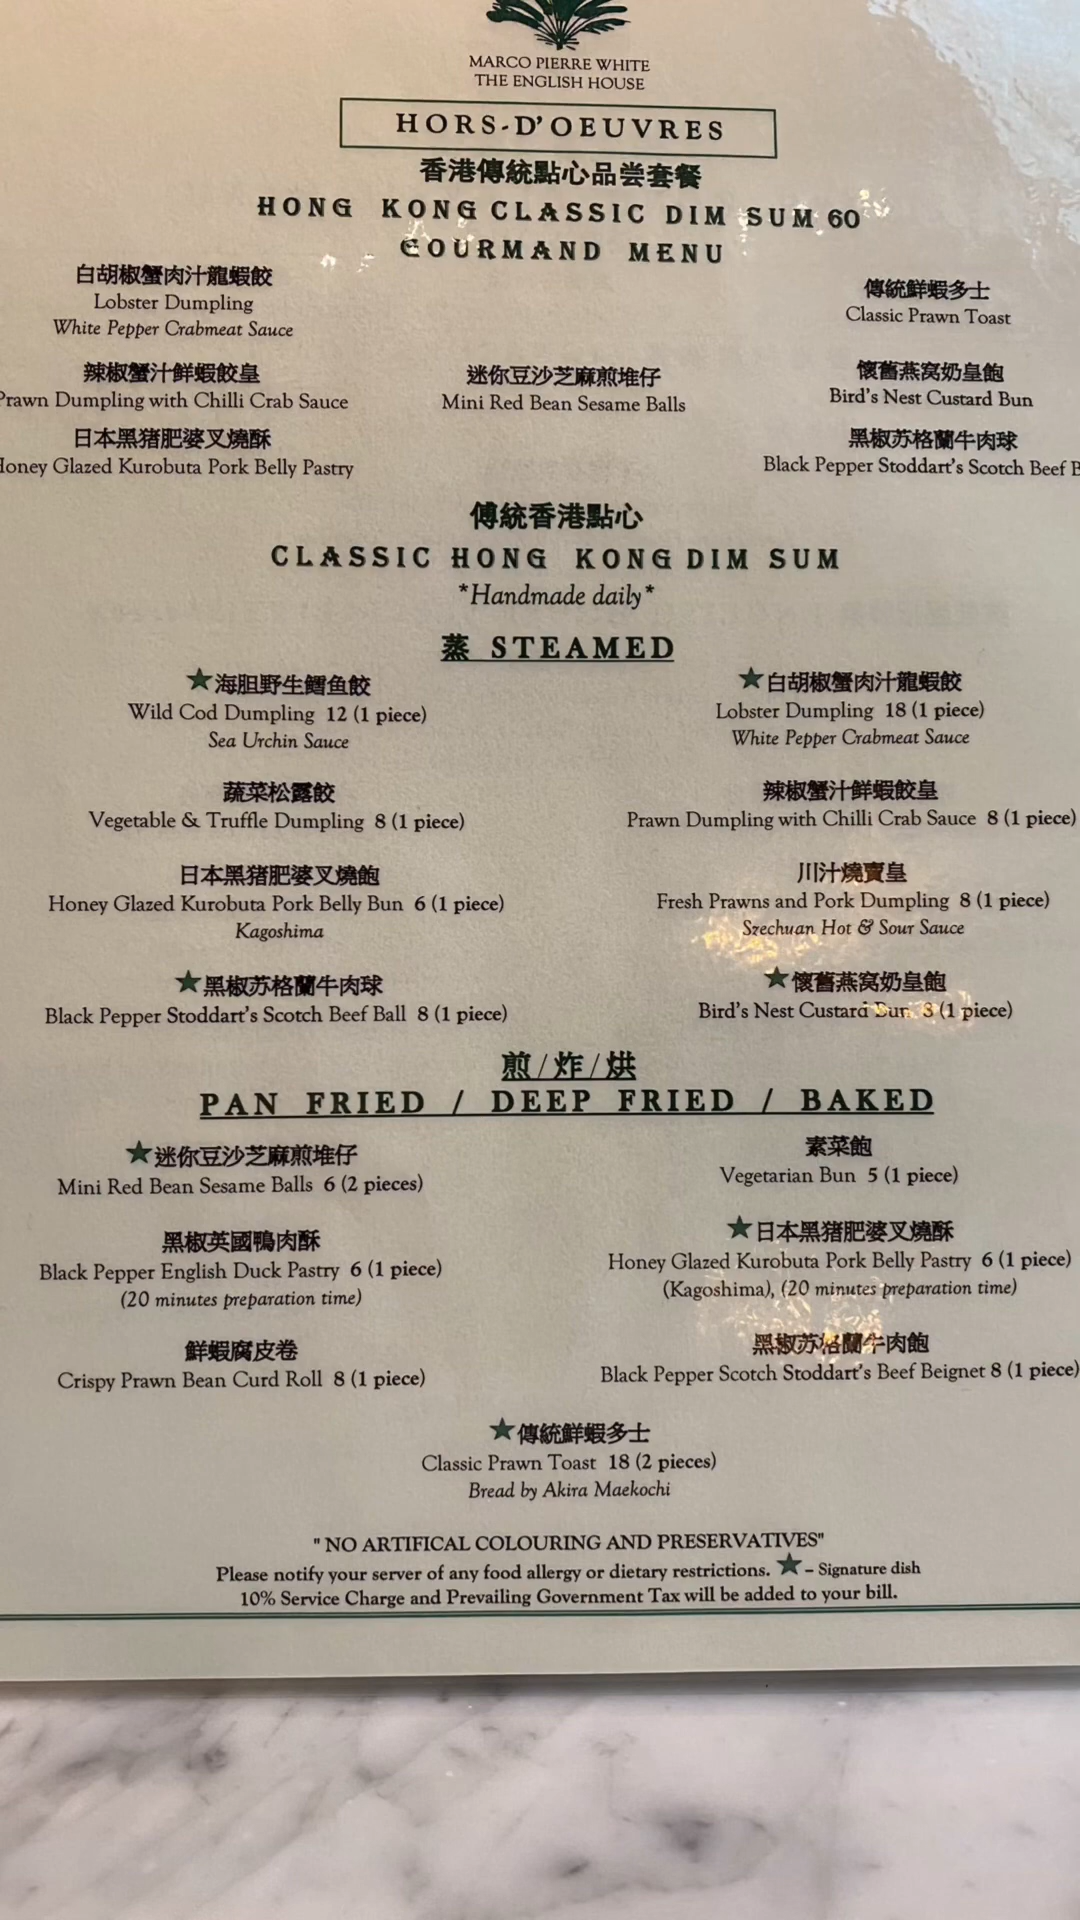 MARCO PIERRE WHITE
THE ENGLISH HOUSE
HORS-D'OEUVRES
香港傳統點心品尝套餐
HONG KONG CLASSIC DIM SUM 60
GOURMAND MENU
白胡椒蟹肉汁龍蝦餃
Lobster Dumpling
White Pepper Crabmeat Sauce
傳統鮮蝦多士
Classic Prawn Toast
辣椒蟹汁鲜蝦餃皇
Prawn Dumpling with Chilli Crab Sauce
迷你豆沙芝麻煎堆仔
Mini Red Bean Sesame Balls
懷舊燕窝奶皇飽
Bird's Nest Custard Bun
日本黑猪肥婆叉燒酥
Honey Glazed Kurobuta Pork Belly Pastry
黑椒苏格蘭牛肉球
Black Pepper Stoddart's Scotch Beef B
傳統香港點心
CLASSIC HONG KONG DIM SUM
*Handmade daily*
蒸 STEAMED
★海胆野生鱈鱼餃
Wild Cod Dumpling 12 (1 piece)
Sea Urchin Sauce
★白胡椒蟹肉汁龍蝦餃
Lobster Dumpling 18 (1 piece)
White Pepper Crabmeat Sauce
蔬菜松露餃
Vegetable & Truffle Dumpling 8 (1 piece)
辣椒蟹汁鲜蝦餃皇
Prawn Dumpling with Chilli Crab Sauce 8 (1 piece)
日本黑猪肥婆叉燒飽
Honey Glazed Kurobuta Pork Belly Bun 6 (1 piece)
Kagoshima
川汁燒賣皇
Fresh Prawns and Pork Dumpling 8 (1 piece)
Szechuan Hot & Sour Sauce
★黑椒苏格蘭牛肉球
Black Pepper Stoddart's Scotch Beef Ball 8 (1 piece)
★懷舊燕窝奶皇飽
Bird's Nest Custard Bun 8 (1 piece)
煎/炸/烘
PAN FRIED / DEEP FRIED / BAKED
★迷你豆沙芝麻煎堆仔
Mini Red Bean Sesame Balls 6 (2 pieces)
素菜飽
Vegetarian Bun 5 (1 piece)
黑椒英國鴨肉酥
Black Pepper English Duck Pastry 6 (1 piece)
(20 minutes preparation time)
★日本黑猪肥婆叉燒酥
Honey Glazed Kurobuta Pork Belly Pastry 6 (1 piece)
(Kagoshima), (20 minutes preparation time)
鮮蝦腐皮卷
Crispy Prawn Bean Curd Roll 8 (1 piece)
黑椒苏格蘭牛肉飽
Black Pepper Scotch Stoddart's Beef Beignet 8 (1 piece)
★傳統鮮蝦多士
Classic Prawn Toast 18 (2 pieces)
Bread by Akira Maekochi
" NO ARTIFICAL COLOURING AND PRESERVATIVES"
Please notify your server of any food allergy or dietary restrictions. ★ – Signature dish
10% Service Charge and Prevailing Government Tax will be added to your bill.